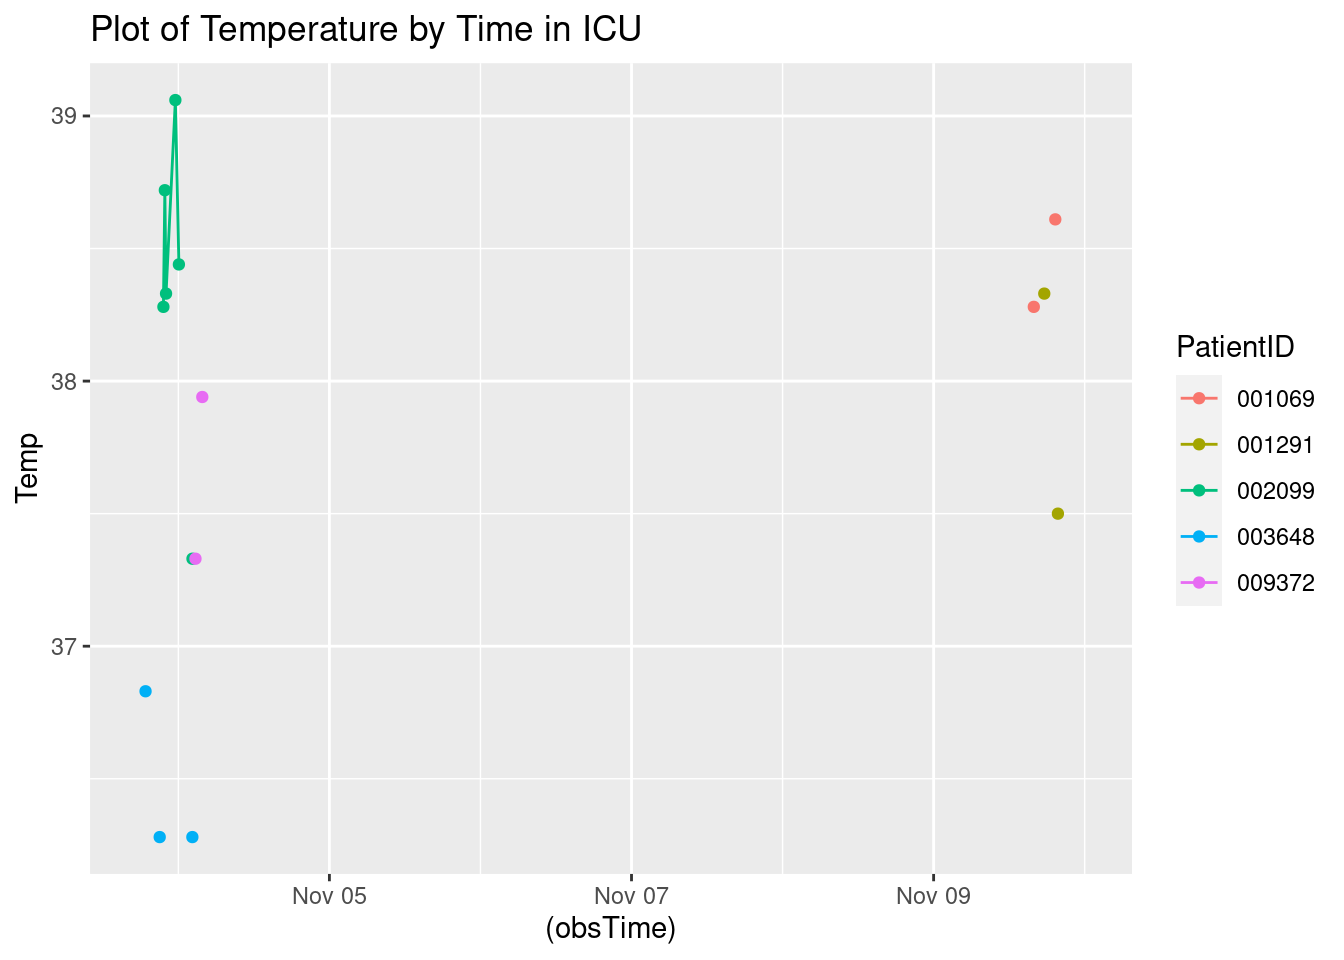 Plot of Temperature by Time in ICU
39
38
37
Temp
Nov 05
Nov 07
Nov 09
(obsTime)
PatientID
001069
001291
002099
003648
009372